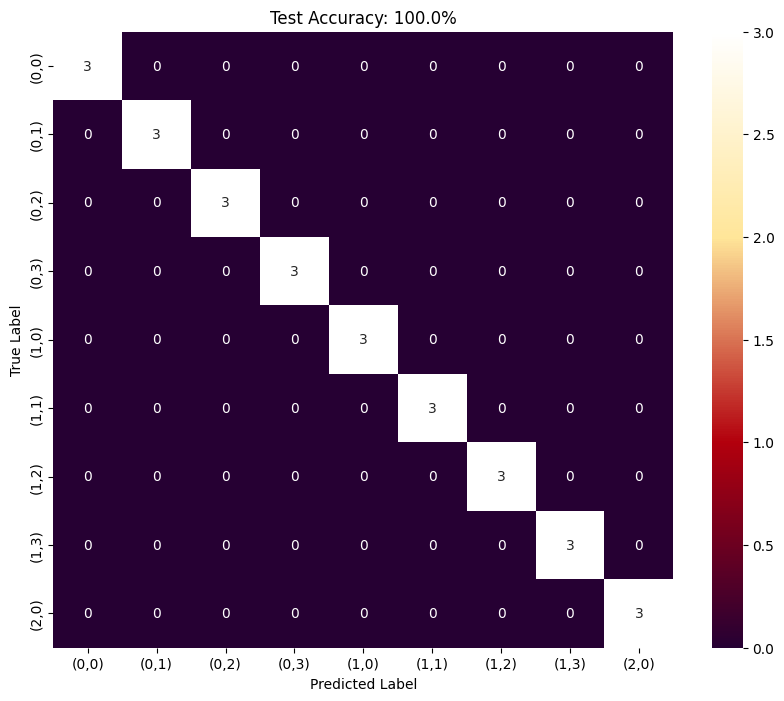 Test Accuracy: 100.0%
True Label
(0,0) 3 0 0 0 0 0 0 0 0
(0,1) 0 3 0 0 0 0 0 0 0
(0,2) 0 0 3 0 0 0 0 0 0
(0,3) 0 0 0 3 0 0 0 0 0
(1,0) 0 0 0 0 3 0 0 0 0
(1,1) 0 0 0 0 0 3 0 0 0
(1,2) 0 0 0 0 0 0 3 0 0
(1,3) 0 0 0 0 0 0 0 3 0
(2,0) 0 0 0 0 0 0 0 0 3
(0,0) (0,1) (0,2) (0,3) (1,0) (1,1) (1,2) (1,3) (2,0)
Predicted Label
3.0
2.5
2.0
1.5
1.0
0.5
0.0